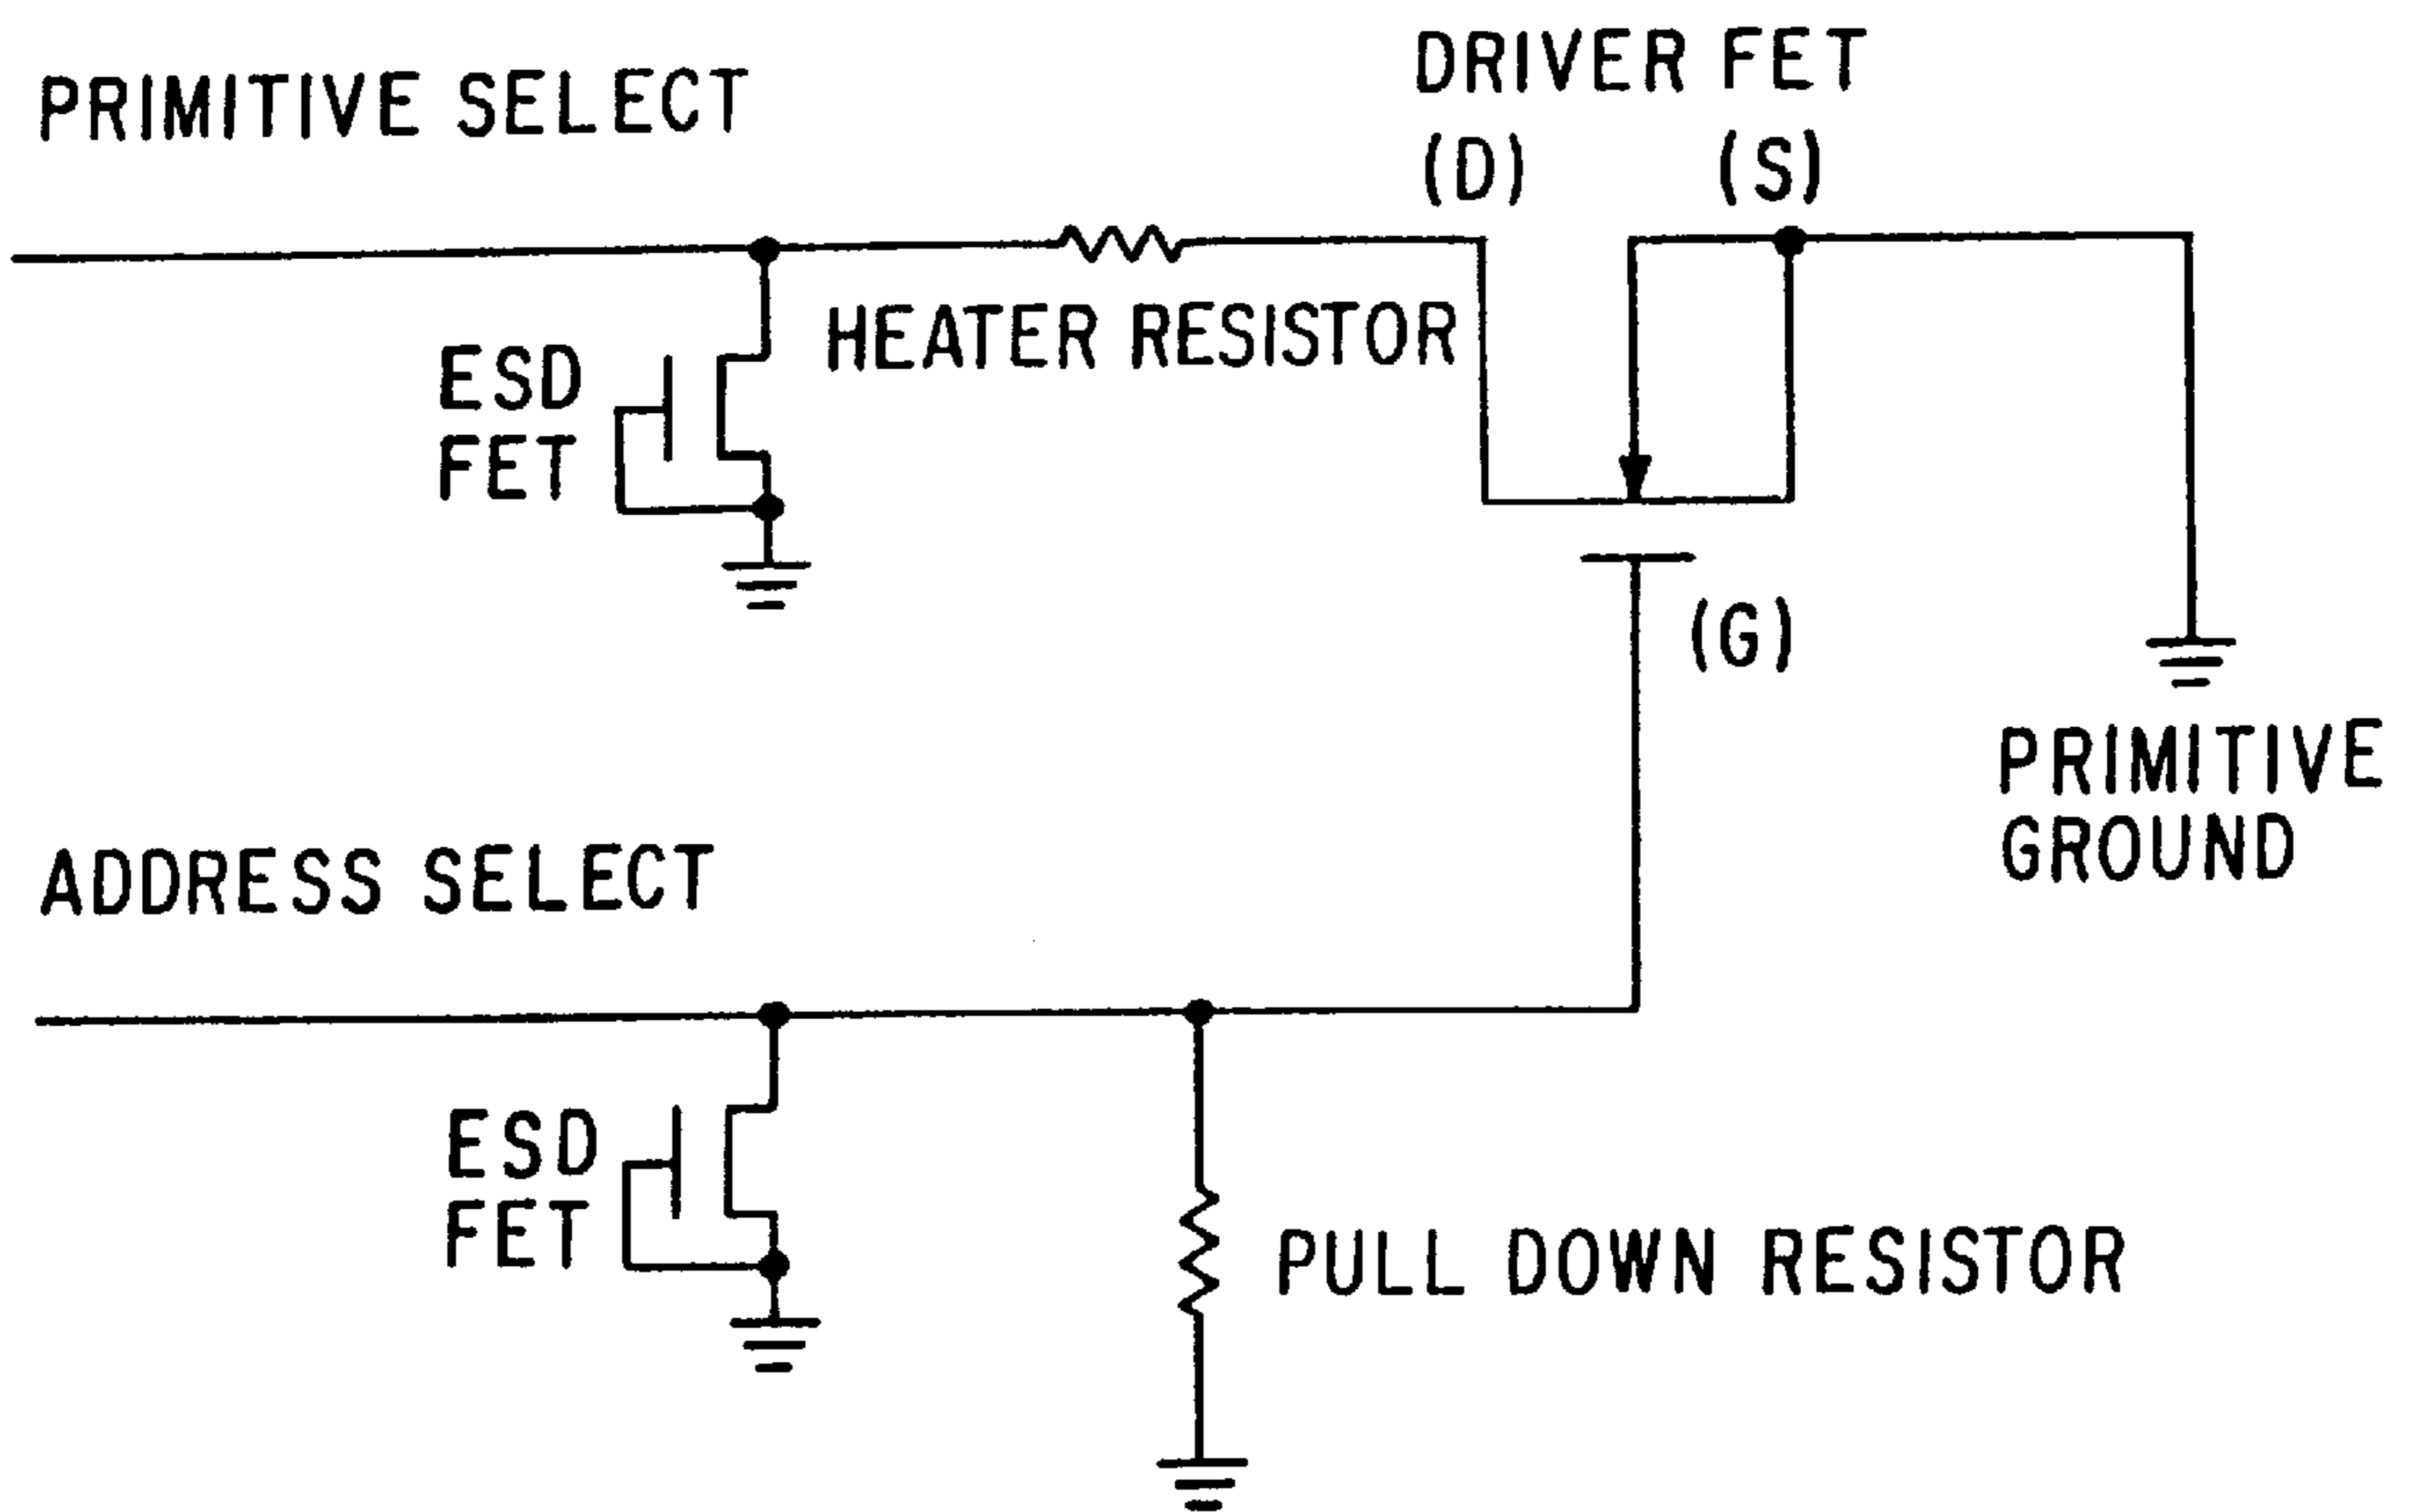 DRIVER FET
PRIMITIVE SELECT
(D) (S)
HEATER RESISTOR
ESD
FET
(G)
PRIMITIVE
GROUND
ADDRESS SELECT
ESD
FET
PULL DOWN RESISTOR